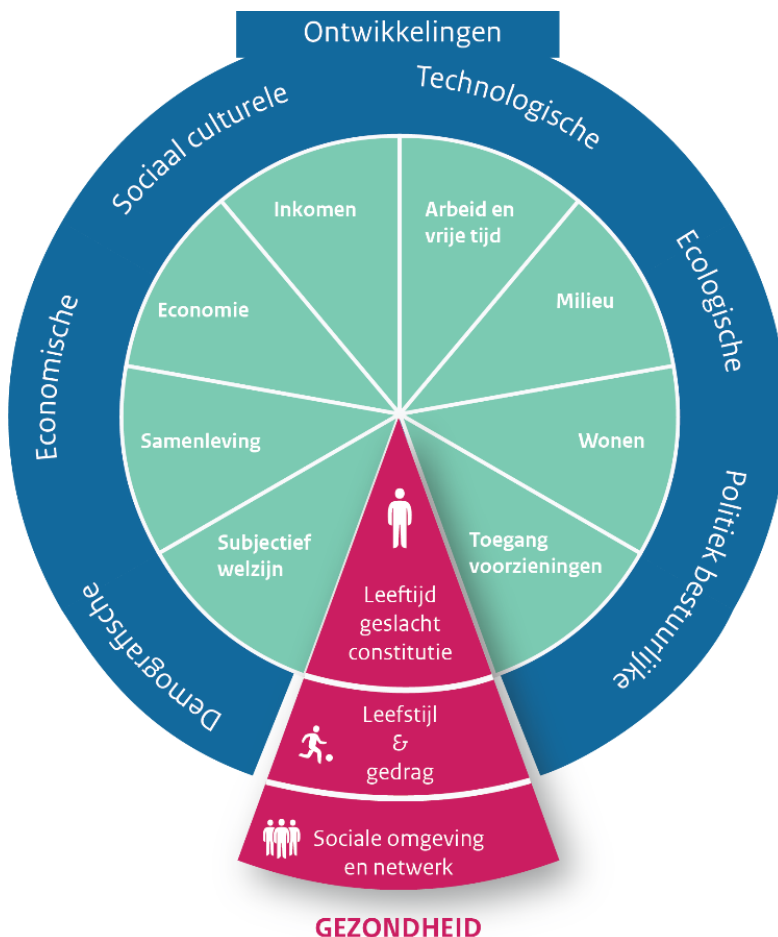 Ontwikkelingen
Sociaal culturele
Technologische
Economische
Ecologische
Demografische
Politiek bestuurlijke
Inkomen
Arbeid en
vrije tijd
Economie
Milieu
Samenleving
Wonen
Subjectief
welzijn
Toegang
voorzieningen
Leeftijd
geslacht
constitutie
Leefstijl
&
gedrag
Sociale omgeving
en netwerk
GEZONDHEID